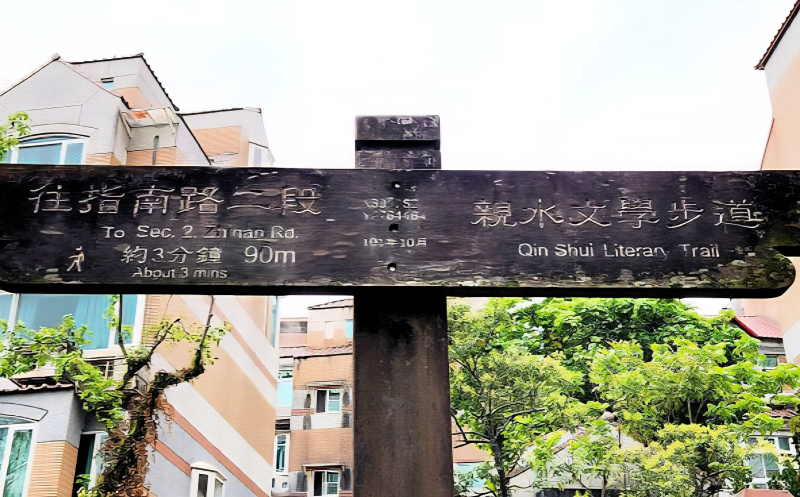 往指南路二段
To Sec. 2, Zhinan Rd.
約3分鐘 90m
About 3 mins
親水文學步道
Qin Shui Literary Trail